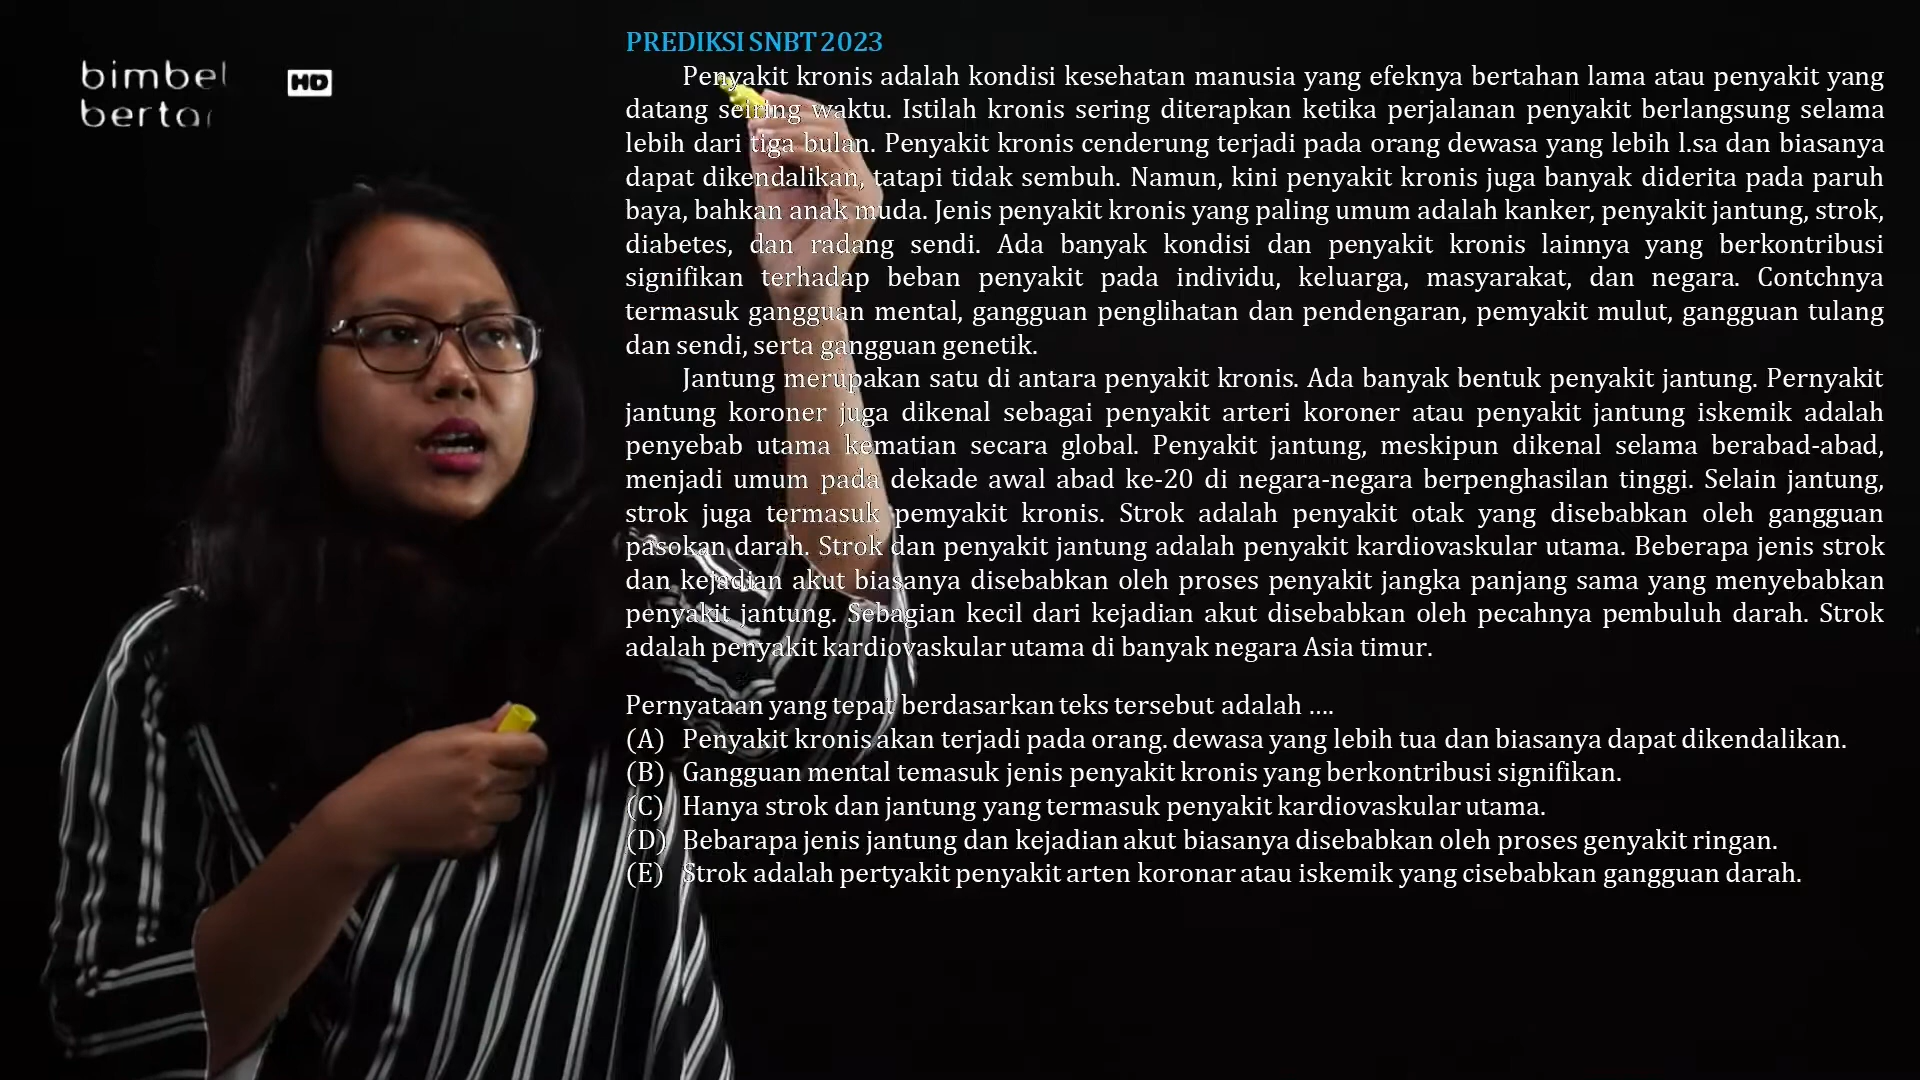 bimbel
HD
berta
PREDIKSI SNBT 2023
Penyakit kronis adalah kondisi kesehatan manusia yang efeknya bertahan lama atau penyakit yang
datang seiring waktu. Istilah kronis sering diterapkan ketika perjalanan penyakit berlangsung selama
lebih dari tiga bulan. Penyakit kronis cenderung terjadi pada orang dewasa yang lebih l.sa dan biasanya
dapat dikendalikan, tatapi tidak sembuh. Namun, kini penyakit kronis juga banyak diderita pada paruh
baya, bahkan anak muda. Jenis penyakit kronis yang paling umum adalah kanker, penyakit jantung, strok,
diabetes, dan radang sendi. Ada banyak kondisi dan penyakit kronis lainnya yang berkontribusi
signifikan terhadap beban penyakit pada individu, keluarga, masyarakat, dan negara. Contchnya
termasuk gangguan mental, gangguan penglihatan dan pendengaran, pemyakit mulut, gangguan tulang
dan sendi, serta gangguan genetik.
Jantung merupakan satu di antara penyakit kronis. Ada banyak bentuk penyakit jantung. Pernyakit
jantung koroner juga dikenal sebagai penyakit arteri koroner atau penyakit jantung iskemik adalah
penyebab utama kematian secara global. Penyakit jantung, meskipun dikenal selama berabad-abad,
menjadi umum pada dekade awal abad ke-20 di negara-negara berpenghasilan tinggi. Selain jantung,
strok juga termasuk pemyakit kronis. Strok adalah penyakit otak yang disebabkan oleh gangguan
pasokan darah. Strok dan penyakit jantung adalah penyakit kardiovaskular utama. Beberapa jenis strok
dan kejadian akut biasanya disebabkan oleh proses penyakit jangka panjang sama yang menyebabkan
penyakit jantung. Sebagian kecil dari kejadian akut disebabkan oleh pecahnya pembuluh darah. Strok
adalah penyakit kardiovaskular utama di banyak negara Asia timur.
Pernyataan yang tepat berdasarkan teks tersebut adalah ....
(A) Penyakit kronis akan terjadi pada orang. dewasa yang lebih tua dan biasanya dapat dikendalikan.
(B) Gangguan mental temasuk jenis penyakit kronis yang berkontribusi signifikan.
(C) Hanya strok dan jantung yang termasuk penyakit kardiovaskular utama.
(D) Bebarapa jenis jantung dan kejadian akut biasanya disebabkan oleh proses genyakit ringan.
(E) Strok adalah pertyakit penyakit arten koronar atau iskemik yang cisebabkan gangguan darah.